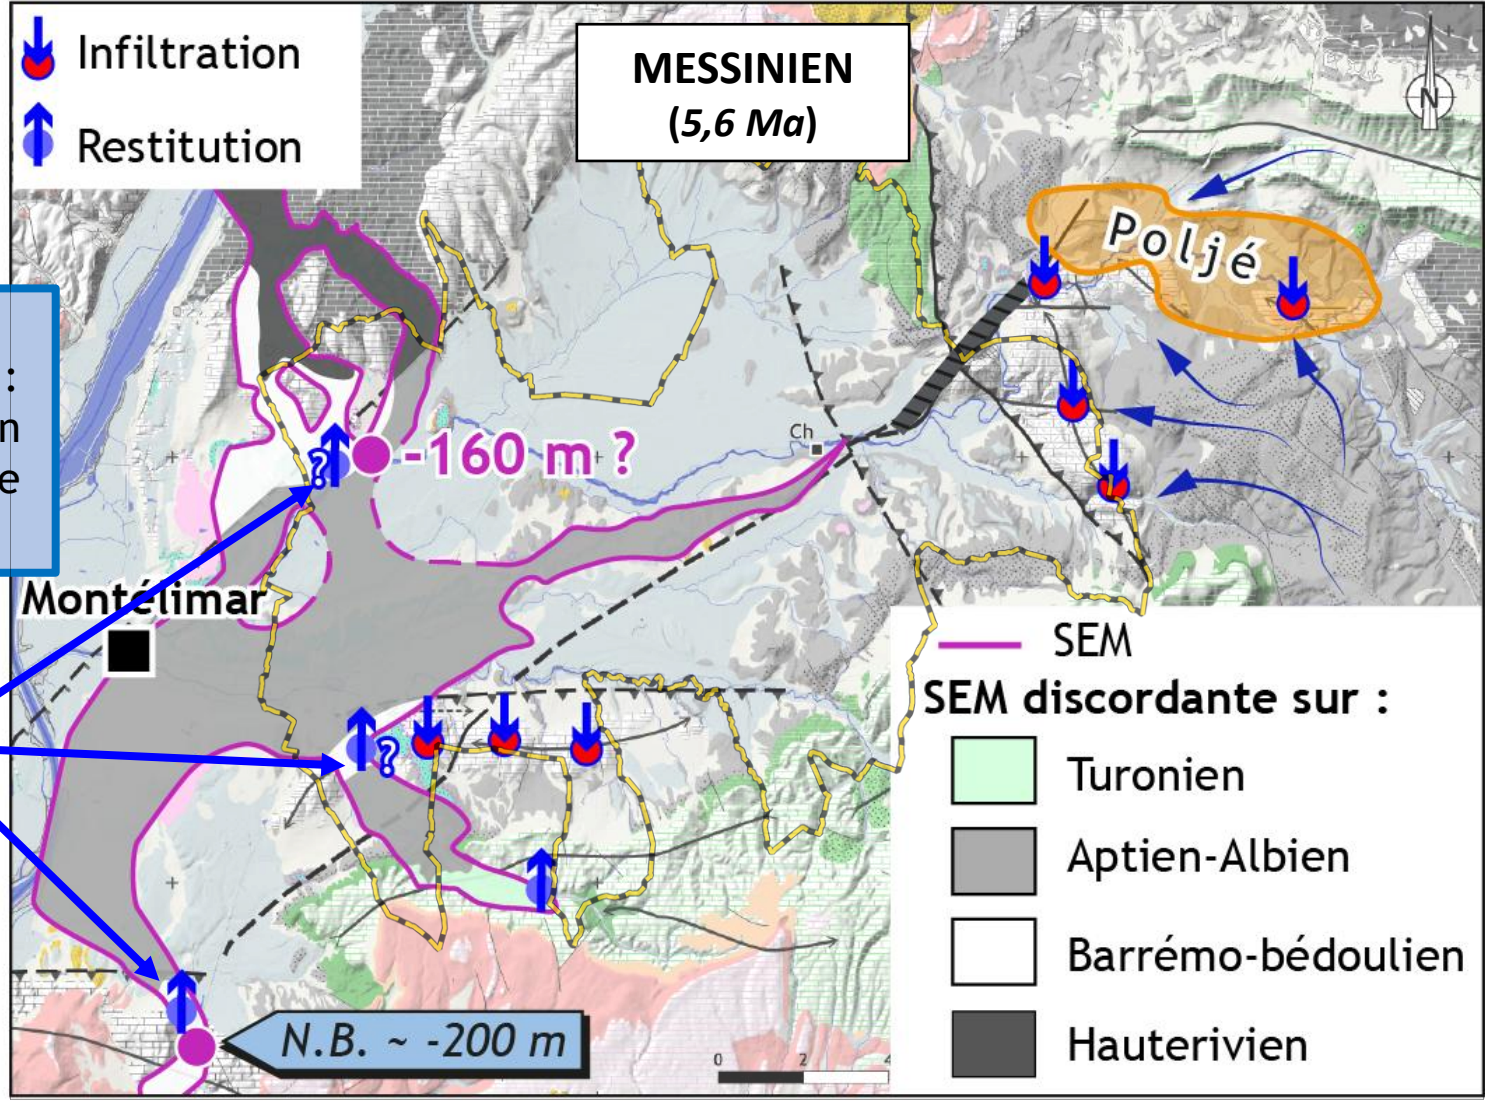 Infiltration
Restitution
MESSINIEN
(5,6 Ma)
N
Poljé
:
n
e
?
-160 m ?
Ch
Montélimar
?
N.B. ~ -200 m
0 2 4
SEM
SEM discordante sur :
Turonien
Aptien-Albien
Barrémo-bédoulien
Hauterivien